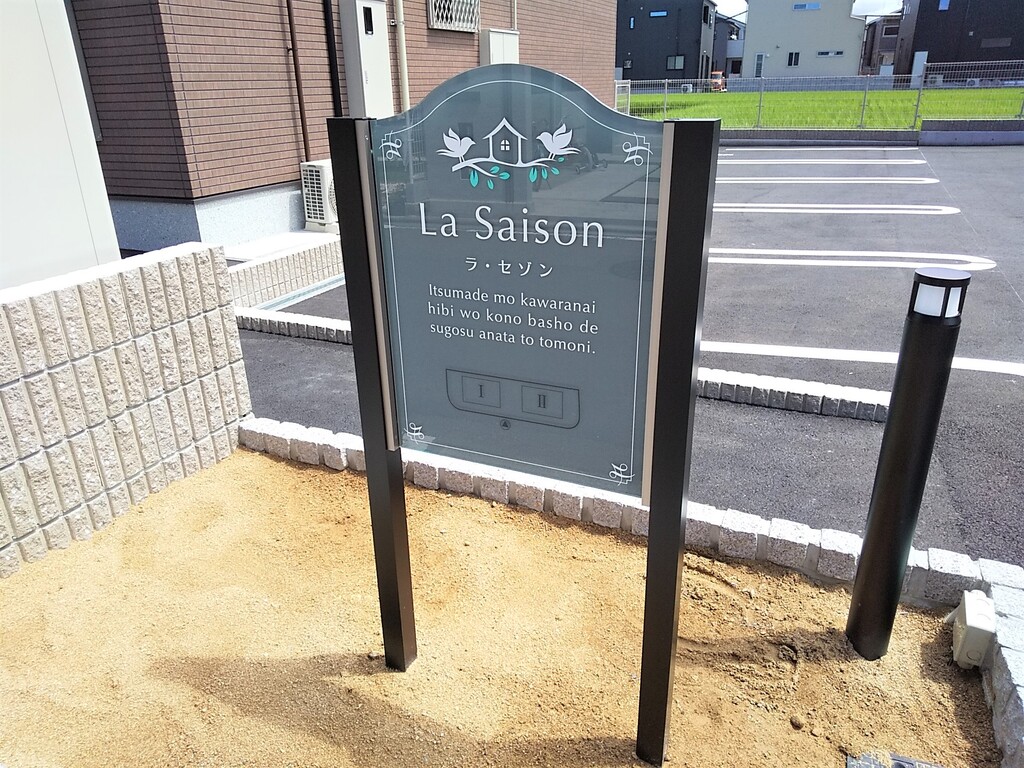 La Saison
ラ・セゾン
Itsumade mo kawaranai
hibi wo kono basho de
sugosu anata to tomoni.
I II